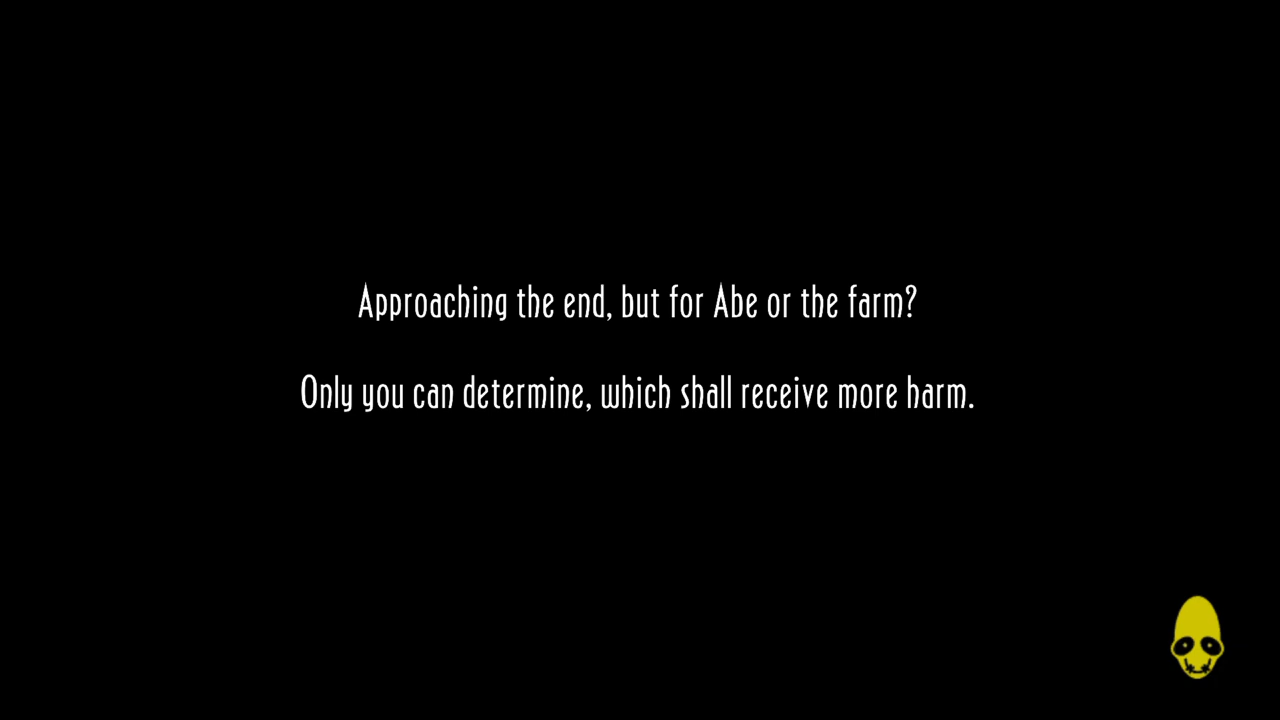 Approaching the end, but for Abe or the farm?
Only you can determine, which shall receive more harm.